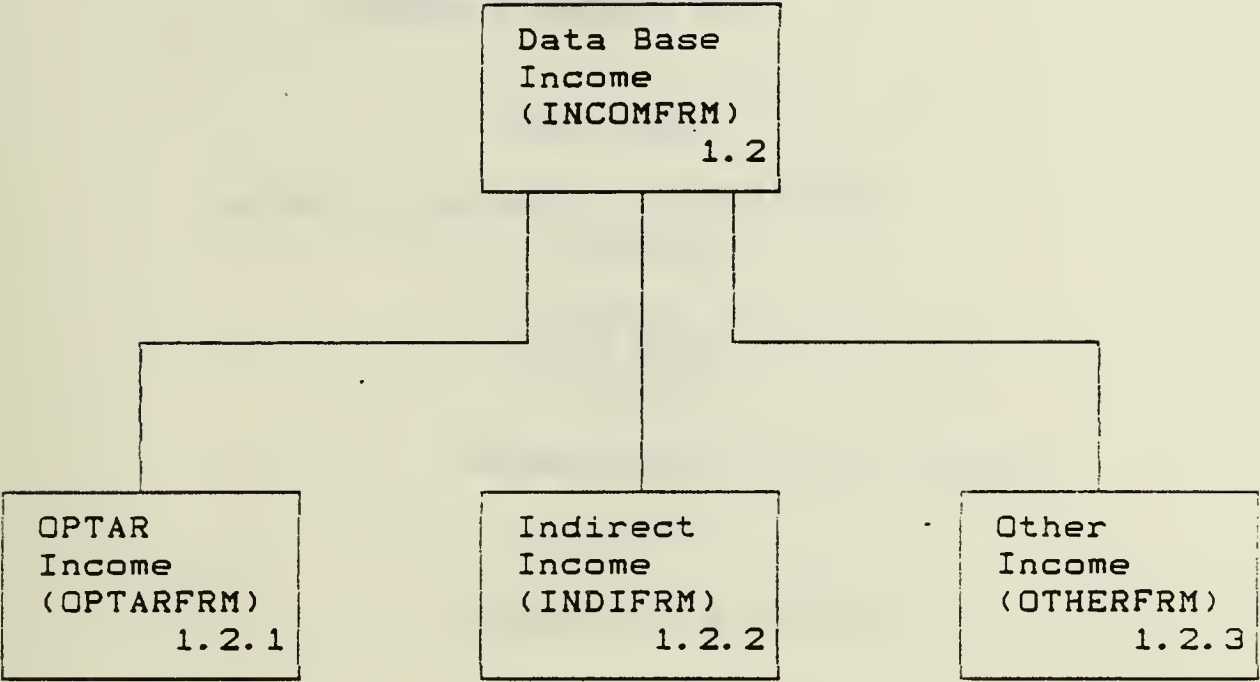 Data Base
Income
(INCOMFRM)
1.2
OPTAR
Income
(OPTARFRM)
1.2.1
Indirect
Income
(INDIFRM)
1.2.2
Other
Income
(OTHERFRM)
1.2.3